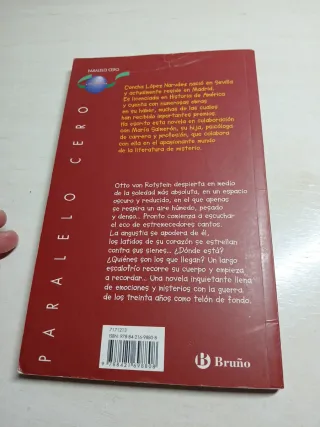 PARALELO CERO
Concha López Narváez nació en Sevilla
y actualmente reside en Madrid.
Es licenciada en Historia de América
y cuenta con numerosas obras
en su haber, muchas de las cuales
han recibido importantes premios.
Ha escrito esta novela en colaboración
con María Salmerón, su hija, psicóloga
de carrera y profesión, que colabora
con ella en el apasionante mundo
de la literatura de misterio.
PARALELO CERO
Otto von Rotstein despierta en medio
de la soledad más absoluta, en un espacio
oscuro y reducido, en el que apenas
se respira un aire húmedo, pesado
y denso... Pronto comienza a escuchar
el eco de estremecedores cantos.
La angustia se apodera de él,
los latidos de su corazón se estrellan
contra sus sienes... ¿Dónde está?
¿Quiénes son los que llegan? Un largo
escalofrío recorre su cuerpo y empieza
a recordar... Una novela inquietante llena
de emociones y misterios con la guerra
de los treinta años como telón de fondo.
Bruño